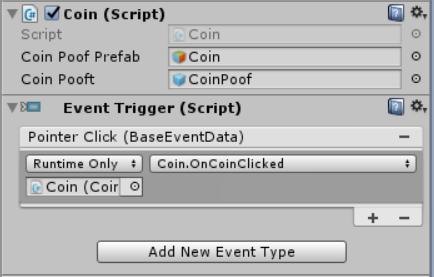 Coin (Script)
Script Coin
Coin Poof Prefab Coin
Coin Pooft CoinPoof
Event Trigger (Script)
Pointer Click (BaseEventData)
Runtime Only Coin.OnCoinClicked
Coin (Coir
Add New Event Type